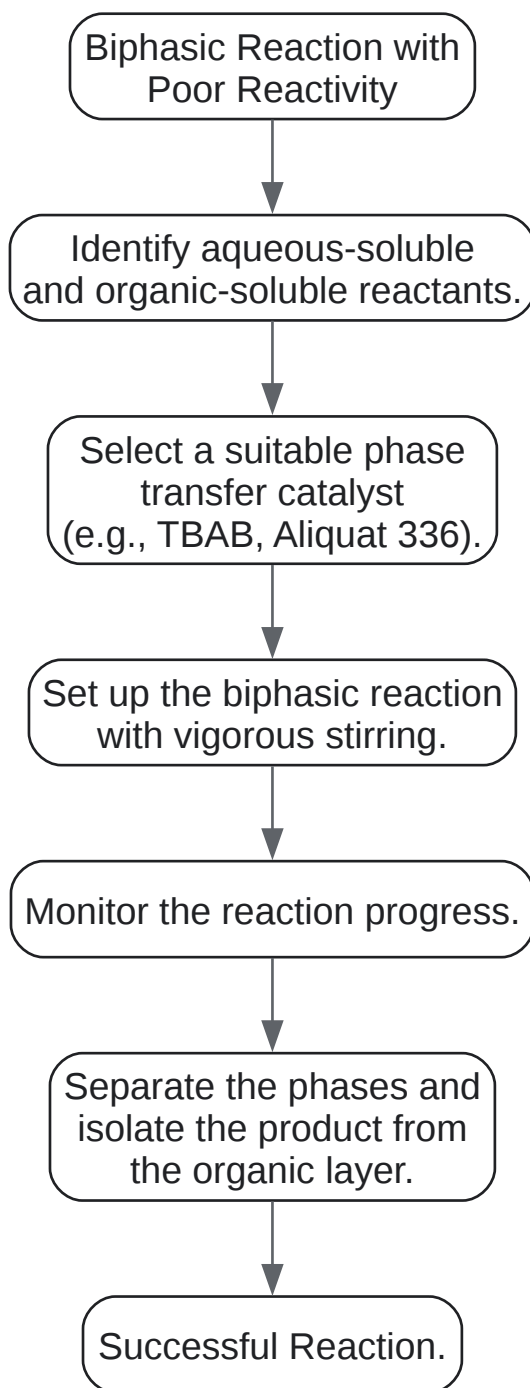 Biphasic Reaction with
Poor Reactivity
Identify aqueous-soluble
and organic-soluble reactants.
Select a suitable phase
transfer catalyst
(e.g., TBAB, Aliquat 336).
Set up the biphasic reaction
with vigorous stirring.
Monitor the reaction progress.
Separate the phases and
isolate the product from
the organic layer.
Successful Reaction.